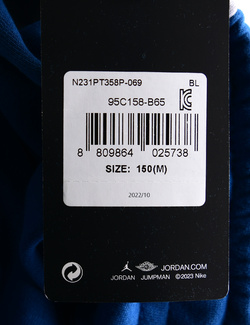 N231PT358P-069 BL
95C158-B65
8 809864 025738
SIZE: 150(M)
2022/10
JORDAN.COM
JORDAN JUMPMAN ©2023 Nike